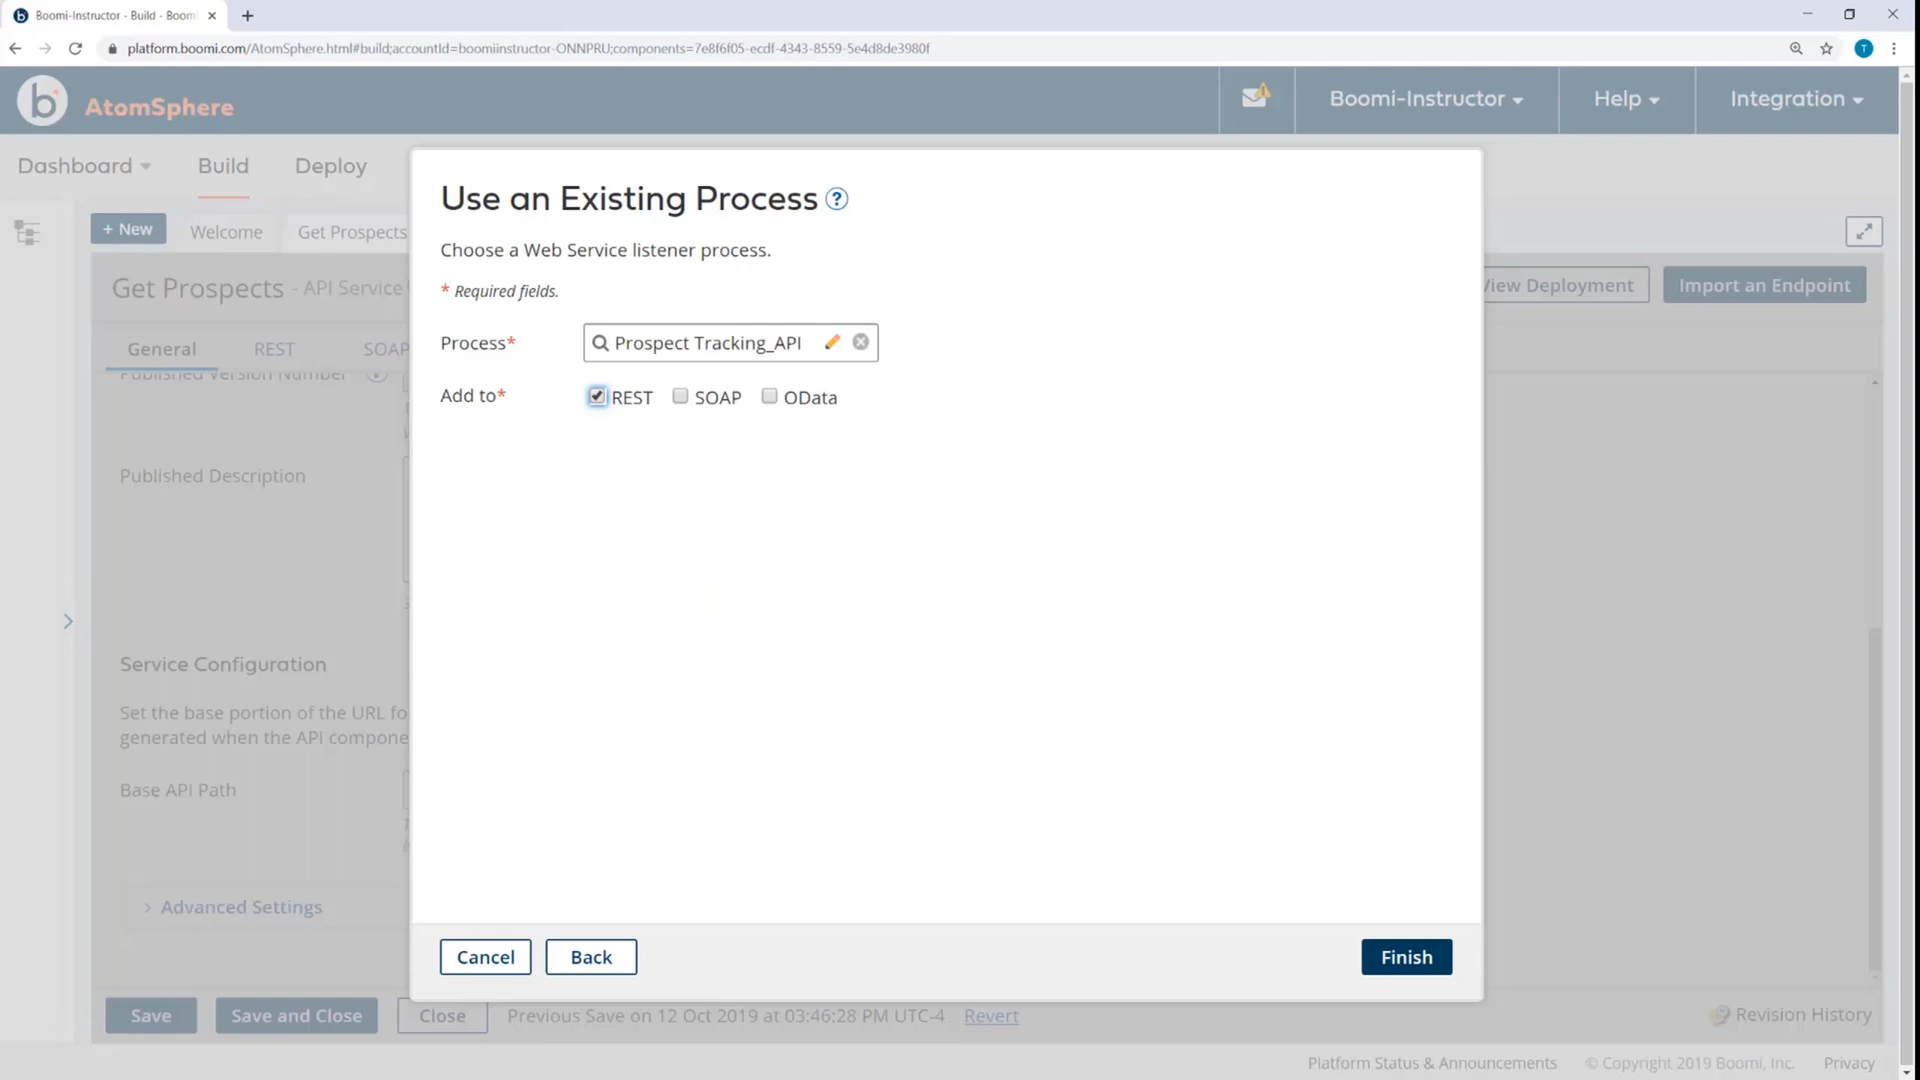 Boomi-Instructor - Build - Boomi
platform.boomi.com/AtomSphere.html#build;accountId=boomiinstructor-ONNPRU;components=7e8f6f05-ecdf-4343-8559-5e4d8de3980f
T
b AtomSphere
Boomi-Instructor
Help
Integration
Dashboard
Build
Deploy
+ New
Welcome
Get Prospects
Get Prospects - API Service
View Deployment
Import an Endpoint
General
REST
SOAP
Published Version Number
Published Description
Service Configuration
Set the base portion of the URL fo
generated when the API compone
Base API Path
> Advanced Settings
Use an Existing Process ?
Choose a Web Service listener process.
* Required fields.
Process* Prospect Tracking_API
Add to* REST SOAP OData
Cancel
Back
Finish
Save
Save and Close
Close
Previous Save on 12 Oct 2019 at 03:46:28 PM UTC-4 Revert
Revision History
Platform Status & Announcements
© Copyright 2019 Boomi, Inc.
Privacy